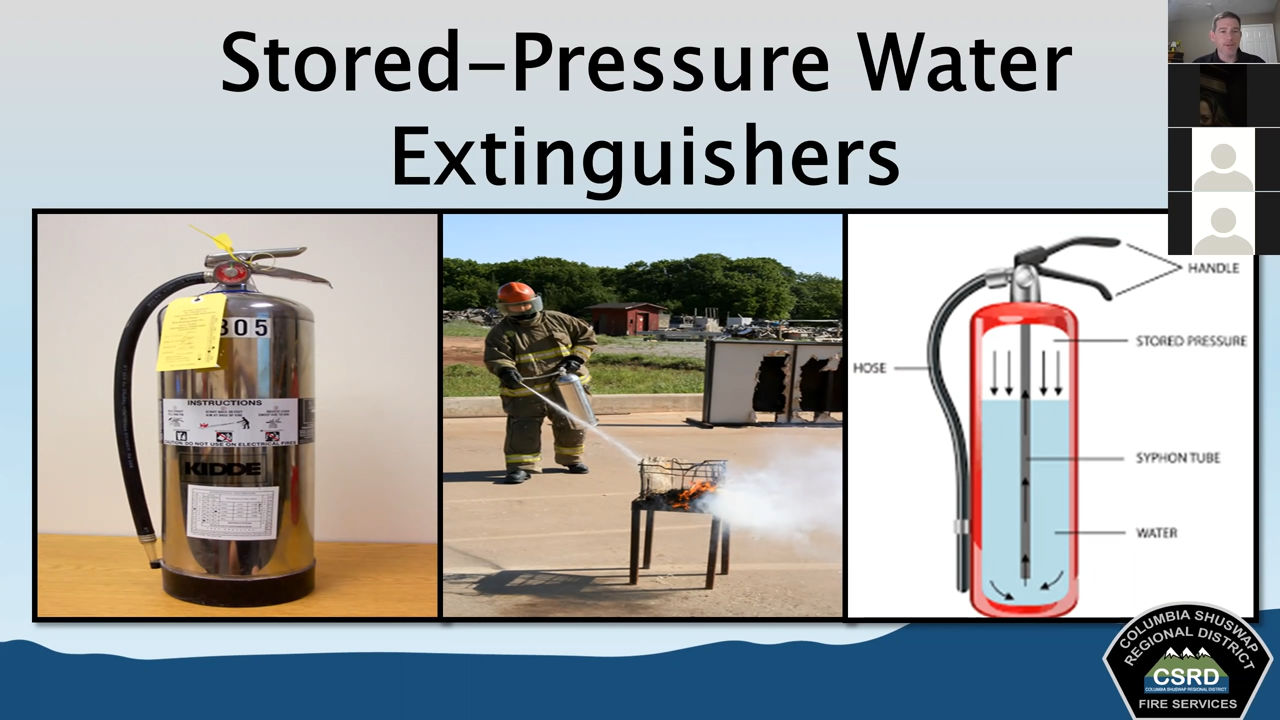 Stored-Pressure Water
Extinguishers
305
INSTRUCTIONS
CAUTION DO NOT USE ON ELECTRICAL FIRES
KIDDE
HANDLE
STORED PRESSURE
HOSE
SYPHON TUBE
WATER
COLUMBIA SHUSWAP
REGIONAL DISTRICT
CSRD
COLUMBIA SHUSWAP REGIONAL DISTRICT
FIRE SERVICES